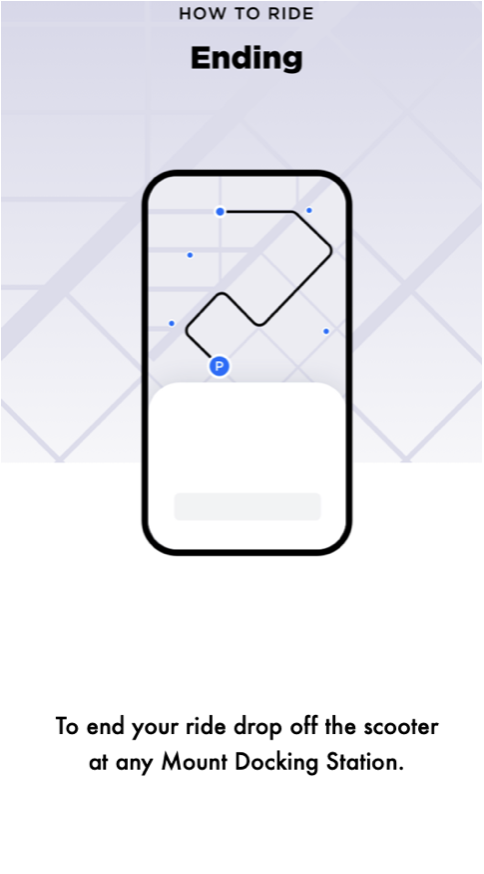 HOW TO RIDE
Ending
P
To end your ride drop off the scooter
at any Mount Docking Station.